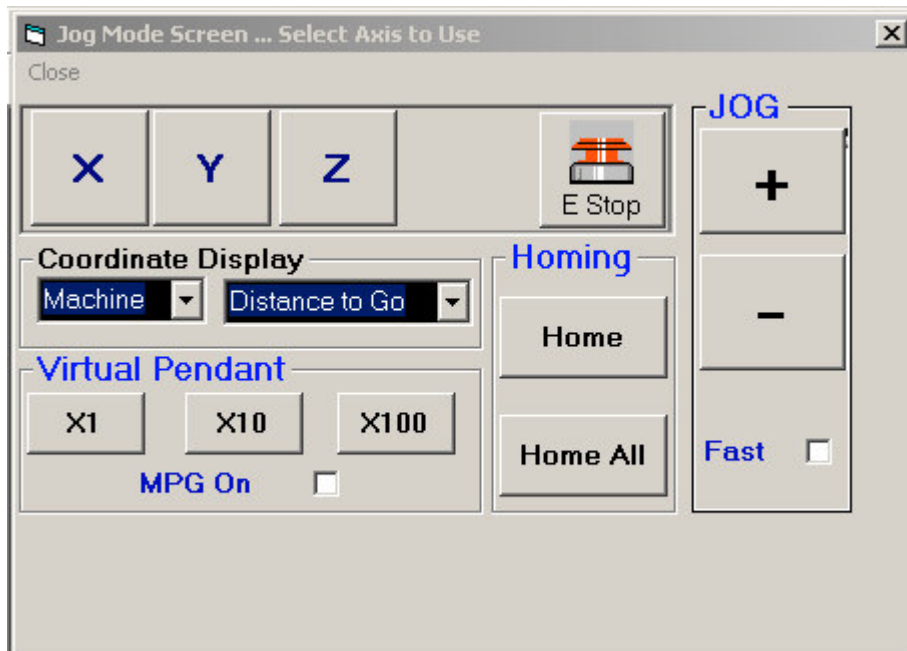 Jog Mode Screen ... Select Axis to Use
Close
X Y Z
E Stop
JOG
+
-
Coordinate Display
Machine Distance to Go
Homing
Home
Home All
Virtual Pendant
X1 X10 X100
MPG On
Fast